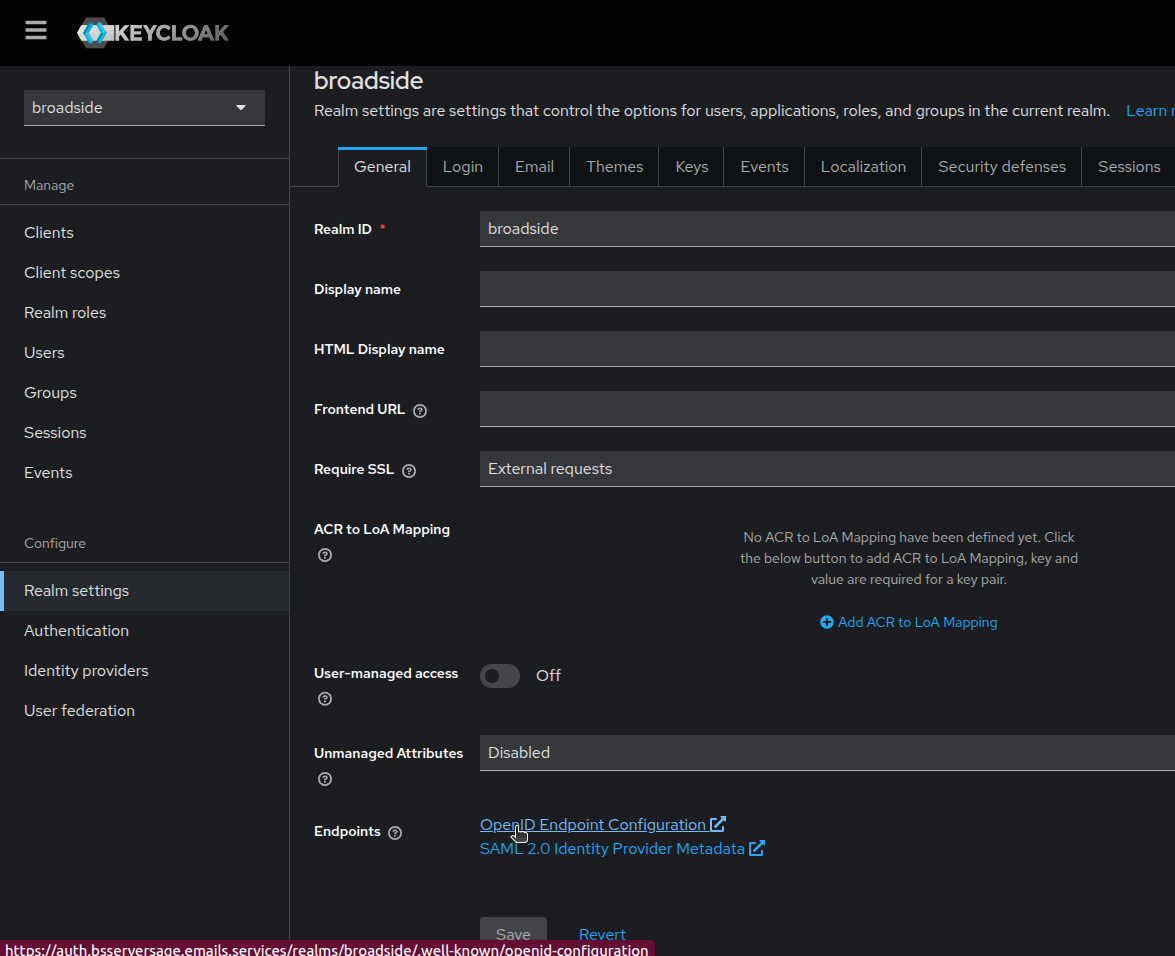 KEYCLOAK
broadside
Manage
Clients
Client scopes
Realm roles
Users
Groups
Sessions
Events
Configure
Realm settings
Authentication
Identity providers
User federation
broadside
Realm settings are settings that control the options for users, applications, roles, and groups in the current realm. Learn
General Login Email Themes Keys Events Localization Security defenses Sessions
Realm ID * broadside
Display name
HTML Display name
Frontend URL
Require SSL External requests
ACR to LoA Mapping
No ACR to LoA Mapping have been defined yet. Click
the below button to add ACR to LoA Mapping, key and
value are required for a key pair.
Add ACR to LoA Mapping
User-managed access Off
Unmanaged Attributes Disabled
Endpoints
OpenID Endpoint Configuration
SAML 2.0 Identity Provider Metadata
Save Revert
https://auth.bsserversage.emails.services/realms/broadside/.well-known/openid-configuration